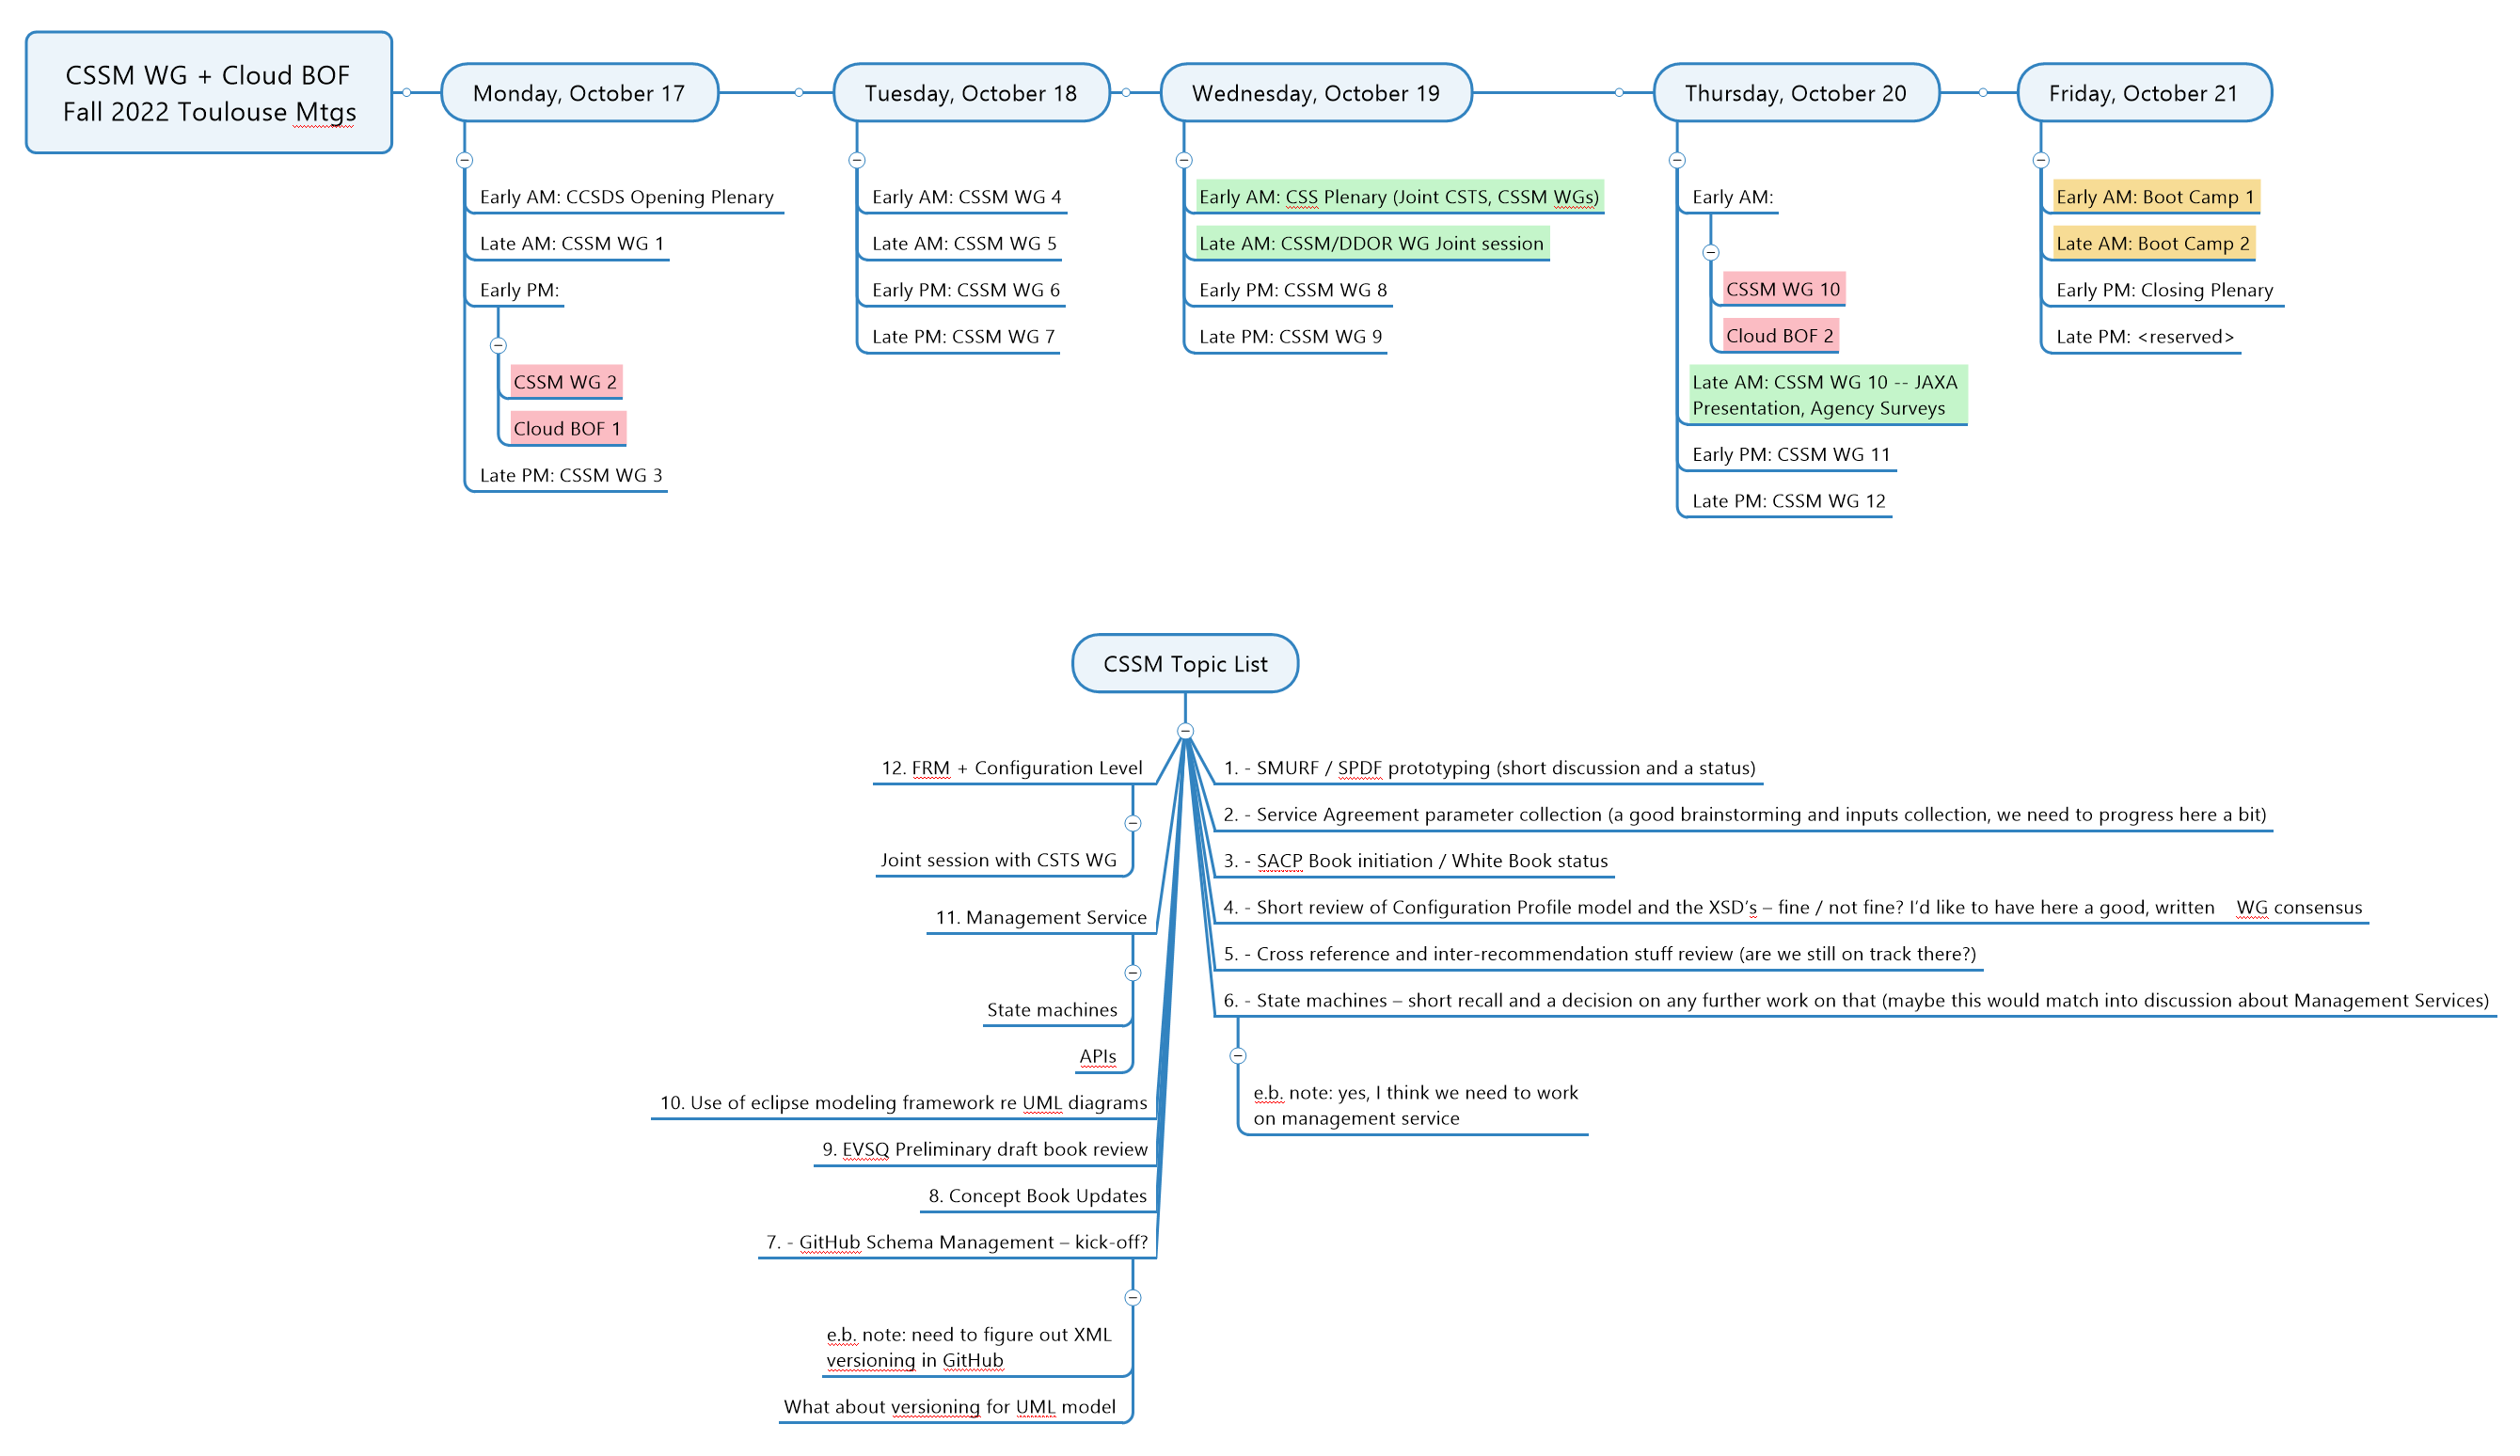 CSSM WG + Cloud BOF
Fall 2022 Toulouse Mtgs
Monday, October 17
Early AM: CCSDS Opening Plenary
Late AM: CSSM WG 1
Early PM:
CSSM WG 2
Cloud BOF 1
Late PM: CSSM WG 3
Tuesday, October 18
Early AM: CSSM WG 4
Late AM: CSSM WG 5
Early PM: CSSM WG 6
Late PM: CSSM WG 7
Wednesday, October 19
Early AM: CSS Plenary (Joint CSTS, CSSM WGs)
Late AM: CSSM/DDOR WG Joint session
Early PM: CSSM WG 8
Late PM: CSSM WG 9
Thursday, October 20
Early AM:
CSSM WG 10
Cloud BOF 2
Late AM: CSSM WG 10 -- JAXA
Presentation, Agency Surveys
Early PM: CSSM WG 11
Late PM: CSSM WG 12
Friday, October 21
Early AM: Boot Camp 1
Late AM: Boot Camp 2
Early PM: Closing Plenary
Late PM: <reserved>
CSSM Topic List
1. - SMURF / SPDF prototyping (short discussion and a status)
2. - Service Agreement parameter collection (a good brainstorming and inputs collection, we need to progress here a bit)
3. - SACP Book initiation / White Book status
4. - Short review of Configuration Profile model and the XSD’s – fine / not fine? I’d like to have here a good, written    WG consensus
5. - Cross reference and inter-recommendation stuff review (are we still on track there?)
6. - State machines – short recall and a decision on any further work on that (maybe this would match into discussion about Management Services)
e.b. note: yes, I think we need to work
on management service
12. FRM + Configuration Level
Joint session with CSTS WG
11. Management Service
State machines
APIs
10. Use of eclipse modeling framework re UML diagrams
9. EVSQ Preliminary draft book review
8. Concept Book Updates
7. - GitHub Schema Management – kick-off?
e.b. note: need to figure out XML
versioning in GitHub
What about versioning for UML model